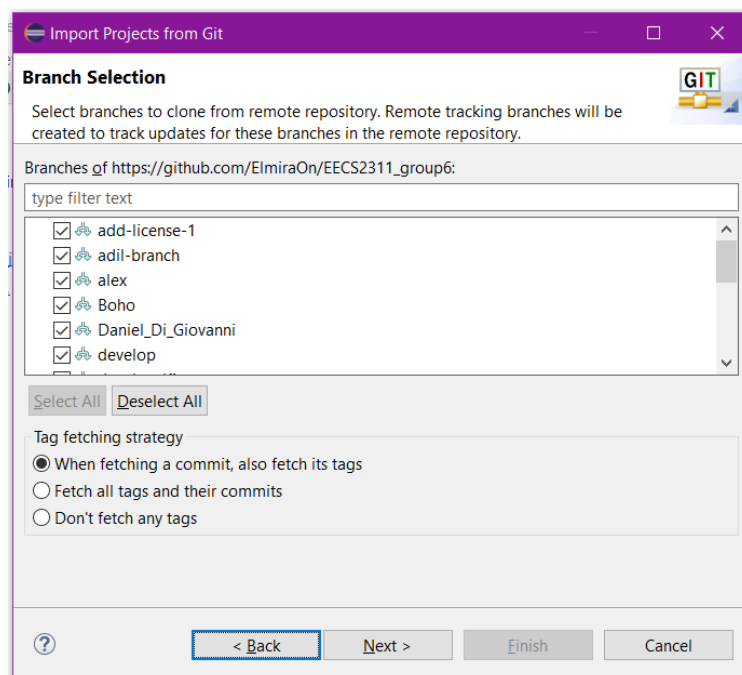 Import Projects from Git
Branch Selection
GIT
Select branches to clone from remote repository. Remote tracking branches will be
created to track updates for these branches in the remote repository.
Branches of https://github.com/ElmiraOn/EECS2311_group6:
type filter text
add-license-1
adil-branch
alex
Boho
Daniel_Di_Giovanni
develop
Select All Deselect All
Tag fetching strategy
When fetching a commit, also fetch its tags
Fetch all tags and their commits
Don't fetch any tags
? < Back Next > Finish Cancel